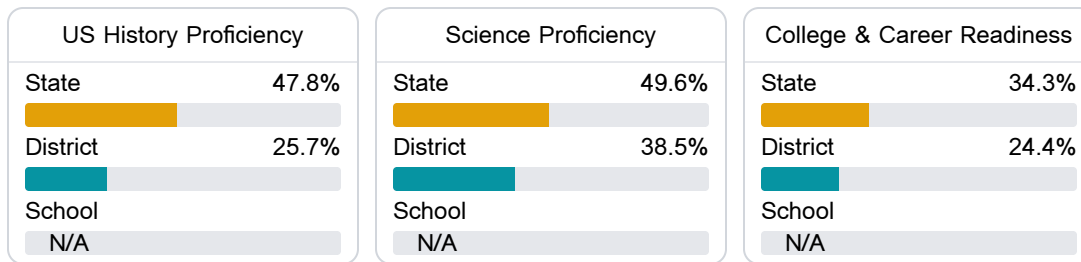 US History Proficiency
State 47.8%
District 25.7%
School
N/A
Science Proficiency
State 49.6%
District 38.5%
School
N/A
College & Career Readiness
State 34.3%
District 24.4%
School
N/A